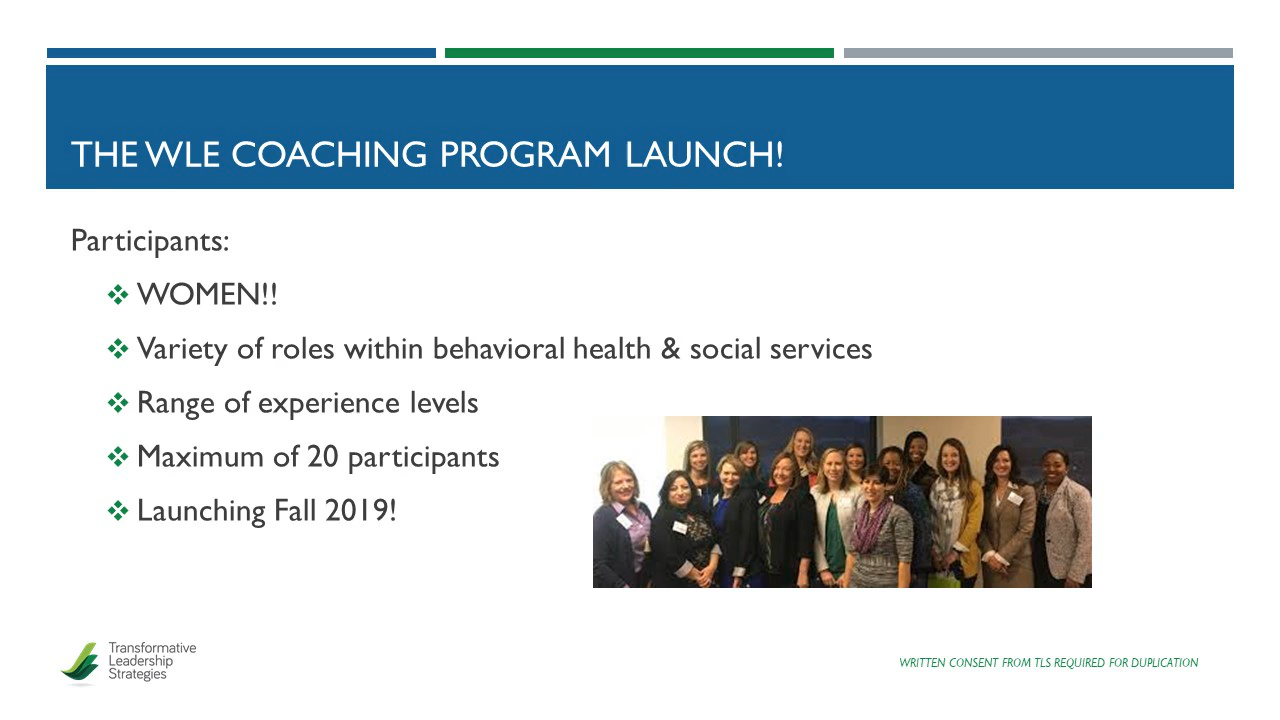 THE WLE COACHING PROGRAM LAUNCH!
Participants:
WOMEN!!
Variety of roles within behavioral health & social services
Range of experience levels
Maximum of 20 participants
Launching Fall 2019!
Transformative
Leadership
Strategies
WRITTEN CONSENT FROM TLS REQUIRED FOR DUPLICATION